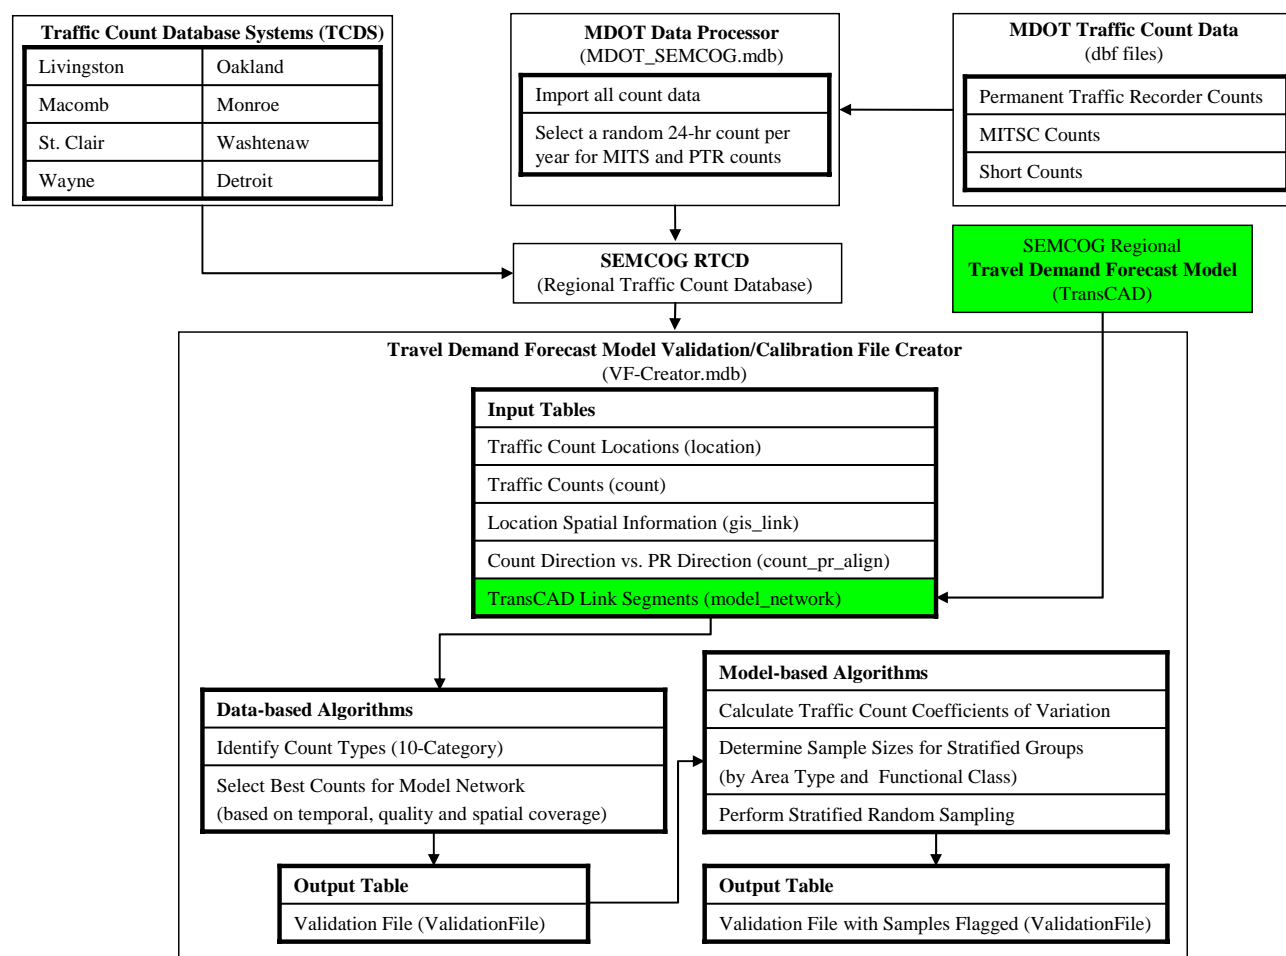 Traffic Count Database Systems (TCDS)
Livingston
Oakland
Macomb
Monroe
St. Clair
Washtenaw
Wayne
Detroit
MDOT Data Processor
(MDOT_SEMCOG.mdb)
Import all count data
Select a random 24-hr count per
year for MITS and PTR counts
MDOT Traffic Count Data
(dbf files)
Permanent Traffic Recorder Counts
MITSC Counts
Short Counts
SEMCOG RTCD
(Regional Traffic Count Database)
SEMCOG Regional
Travel Demand Forecast Model
(TransCAD)
Travel Demand Forecast Model Validation/Calibration File Creator
(VF-Creator.mdb)
Input Tables
Traffic Count Locations (location)
Traffic Counts (count)
Location Spatial Information (gis_link)
Count Direction vs. PR Direction (count_pr_align)
TransCAD Link Segments (model_network)
Data-based Algorithms
Identify Count Types (10-Category)
Select Best Counts for Model Network
(based on temporal, quality and spatial coverage)
Output Table
Validation File (ValidationFile)
Model-based Algorithms
Calculate Traffic Count Coefficients of Variation
Determine Sample Sizes for Stratified Groups
(by Area Type and Functional Class)
Perform Stratified Random Sampling
Output Table
Validation File with Samples Flagged (ValidationFile)